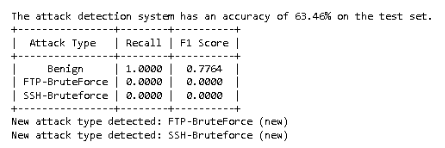 The attack detection system has an accuracy of 63.46% on the test set.
+----------------+--------+----------+
| Attack Type | Recall | F1 Score |
+----------------+--------+----------+
| Benign | 1.0000 | 0.7764 |
| FTP-BruteForce | 0.0000 | 0.0000 |
| SSH-Bruteforce | 0.0000 | 0.0000 |
+----------------+--------+----------+
New attack type detected: FTP-BruteForce (new)
New attack type detected: SSH-Bruteforce (new)